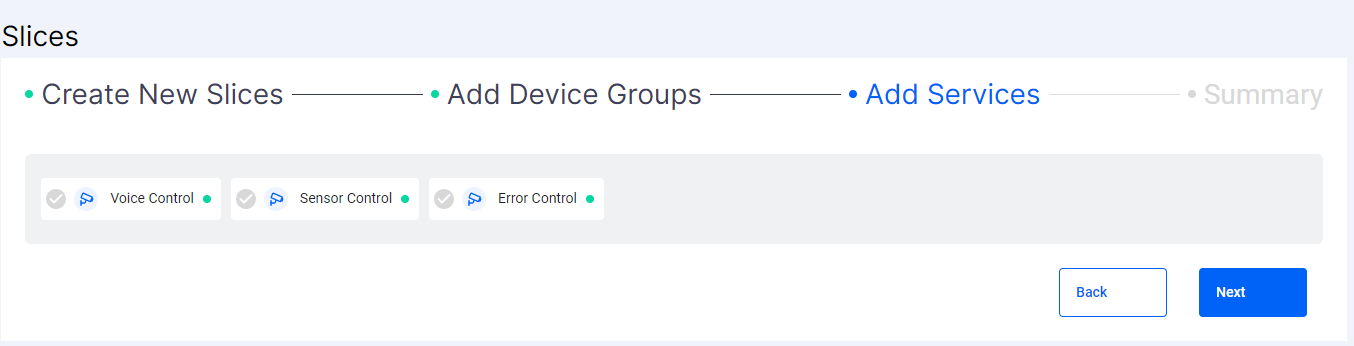 Slices
Create New Slices Add Device Groups Add Services Summary
Voice Control Sensor Control Error Control
Back Next